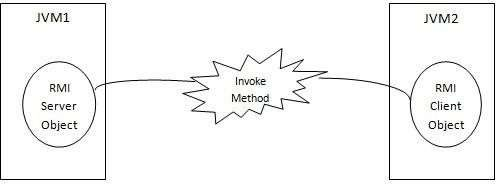 JVM1
RMI
Server
Object
Invoke
Method
JVM2
RMI
Client
Object